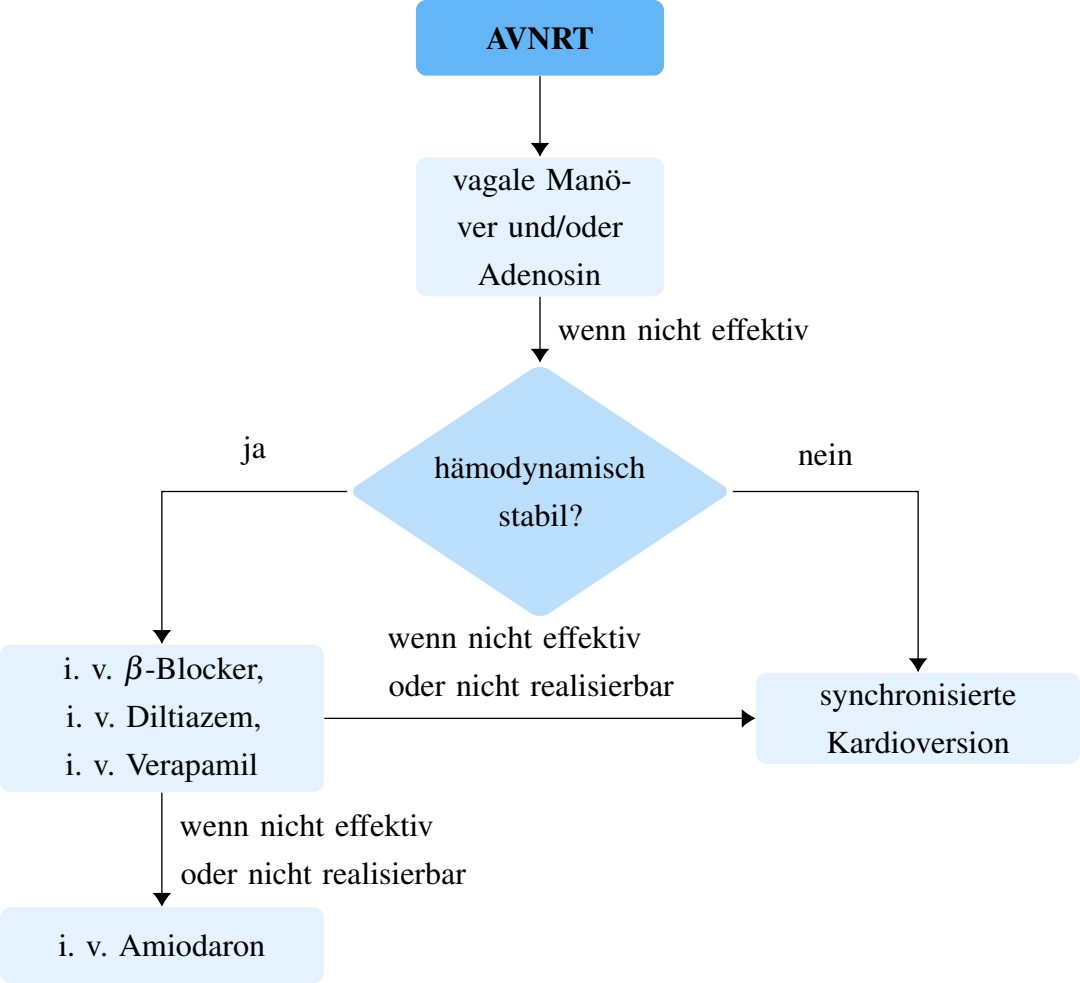 AVNRT
vagale Manö-
ver und/oder
Adenosin
wenn nicht effektiv
hämodynamisch
stabil?
ja
nein
i. v. β-Blocker,
i. v. Diltiazem,
i. v. Verapamil
wenn nicht effektiv
oder nicht realisierbar
synchronisierte
Kardioversion
wenn nicht effektiv
oder nicht realisierbar
i. v. Amiodaron